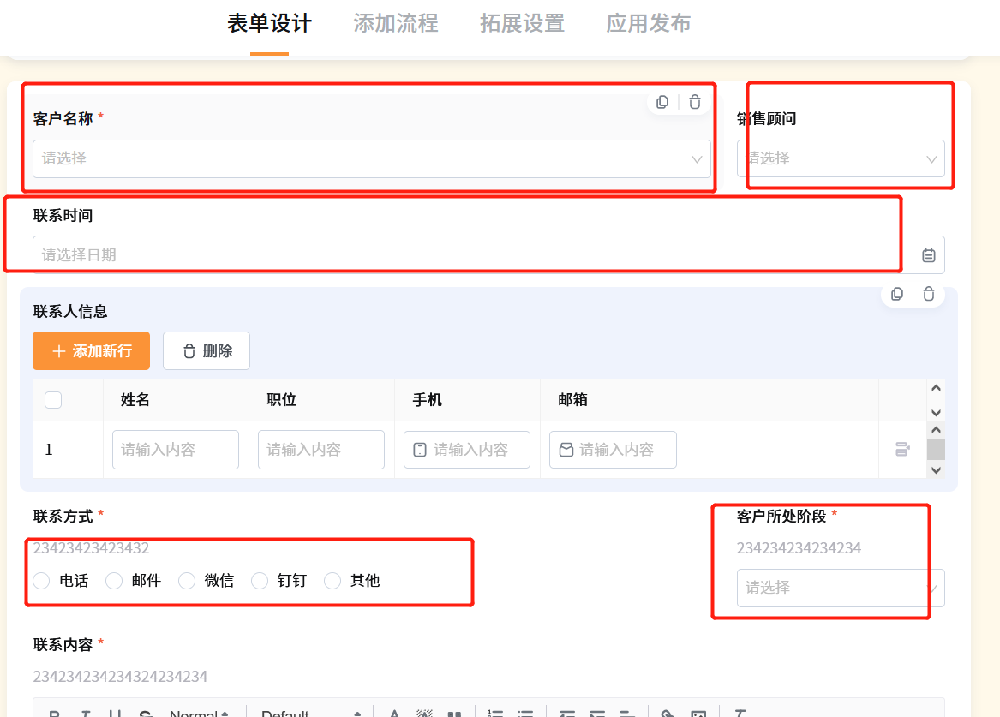 表单设计 添加流程 拓展设置 应用发布
客户名称 * 销售顾问
请选择 请选择
联系时间
请选择日期
联系人信息
添加新行 删除
姓名 职位 手机 邮箱
1 请输入内容 请输入内容 请输入内容 请输入内容
联系方式 * 客户所处阶段 *
23423423423432 234234234234234
电话 邮件 微信 钉钉 其他 请选择
联系内容 *
234234234234324234234
B I U S Normal Default A